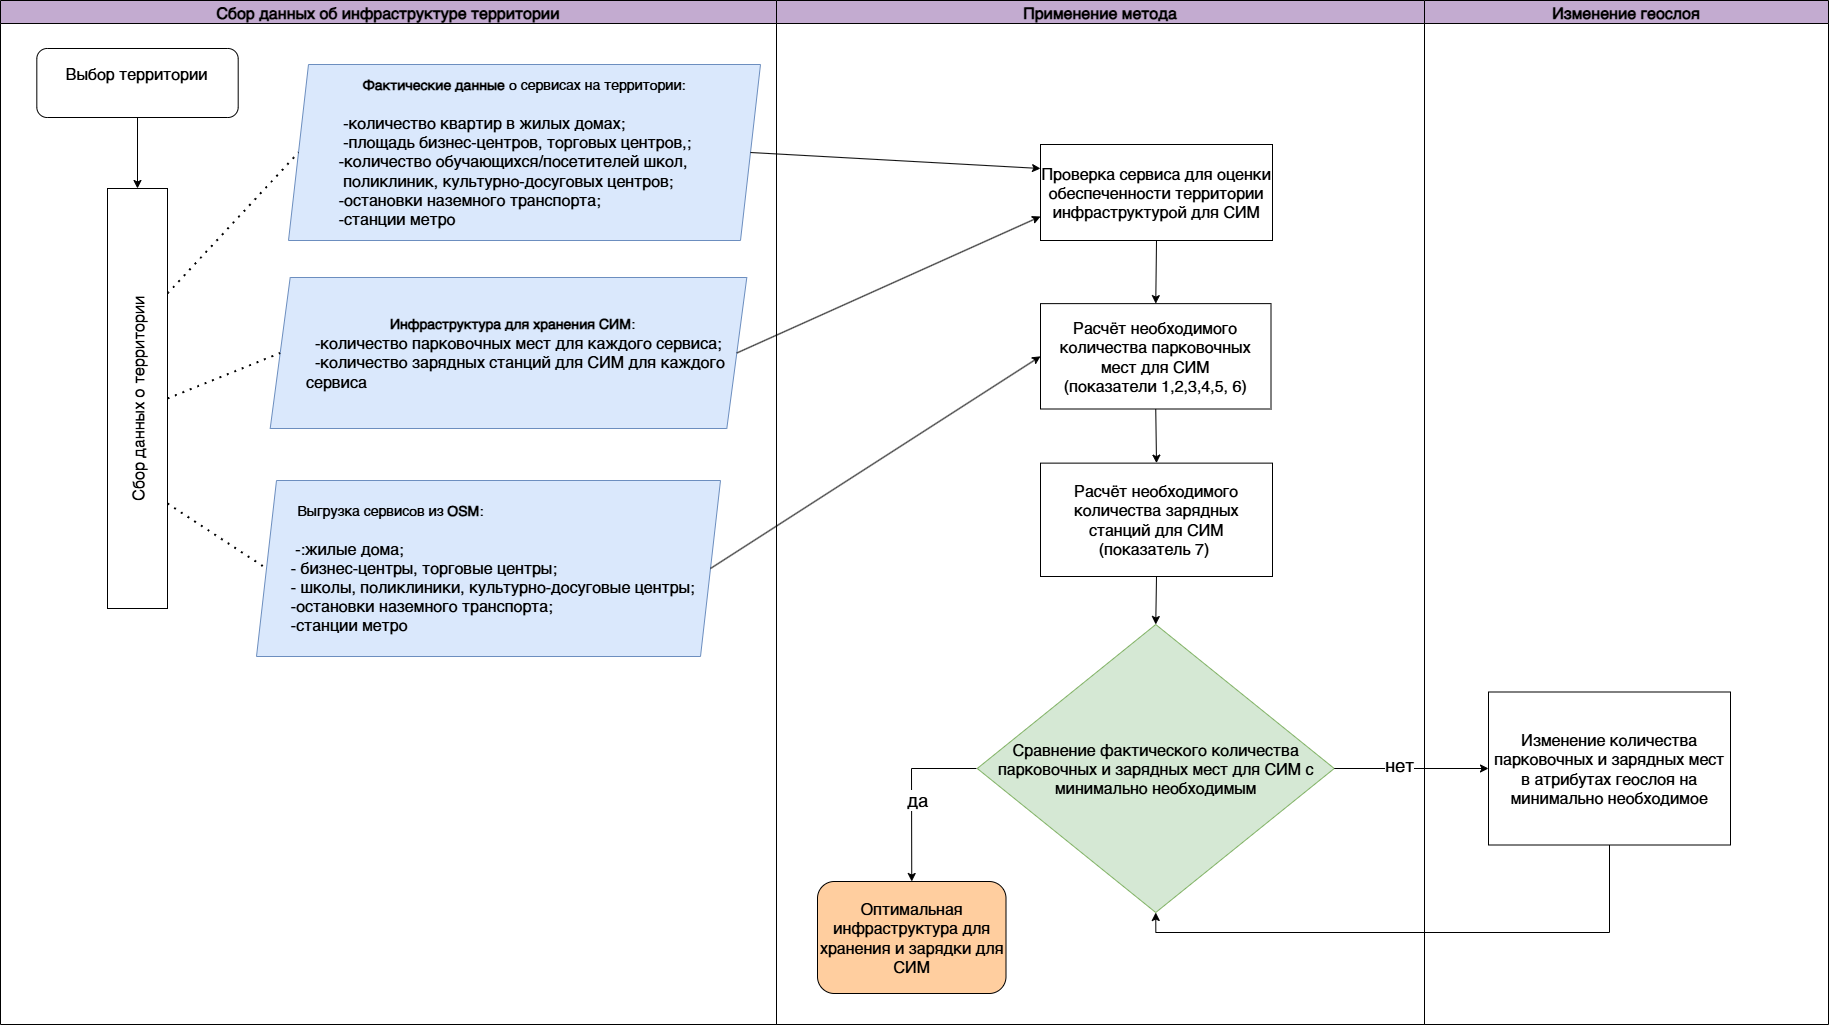 Сбор данных об инфраструктуре территории
Применение метода
Изменение геослоя
Выбор территории
Сбор данных о территории
Фактические данные о сервисах на территории:
-количество квартир в жилых домах;
-площадь бизнес-центров, торговых центров,;
-количество обучающихся/посетителей школ,
поликлиник, культурно-досуговых центров;
-остановки наземного транспорта;
-станции метро
Инфраструктура для хранения СИМ:
-количество парковочных мест для каждого сервиса;
-количество зарядных станций для СИМ для каждого
сервиса
Выгрузка сервисов из OSM:
-:жилые дома;
- бизнес-центры, торговые центры;
- школы, поликлиники, культурно-досуговые центры;
-остановки наземного транспорта;
-станции метро
Проверка сервиса для оценки
обеспеченности территории
инфраструктурой для СИМ
Расчёт необходимого
количества парковочных
мест для СИМ
(показатели 1,2,3,4,5, 6)
Расчёт необходимого
количества зарядных
станций для СИМ
(показатель 7)
Сравнение фактического количества
парковочных и зарядных мест для СИМ с
минимально необходимым
да
нет
Оптимальная
инфраструктура для
хранения и зарядки для
СИМ
Изменение количества
парковочных и зарядных мест
в атрибутах геослоя на
минимально необходимое